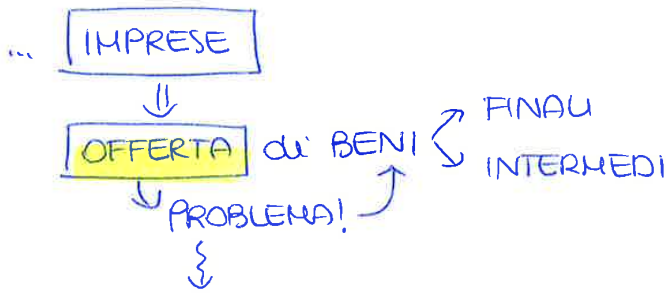 ... IMPRESE
FINALI
OFFERTA di BENI
INTERMEDI
PROBLEMA!